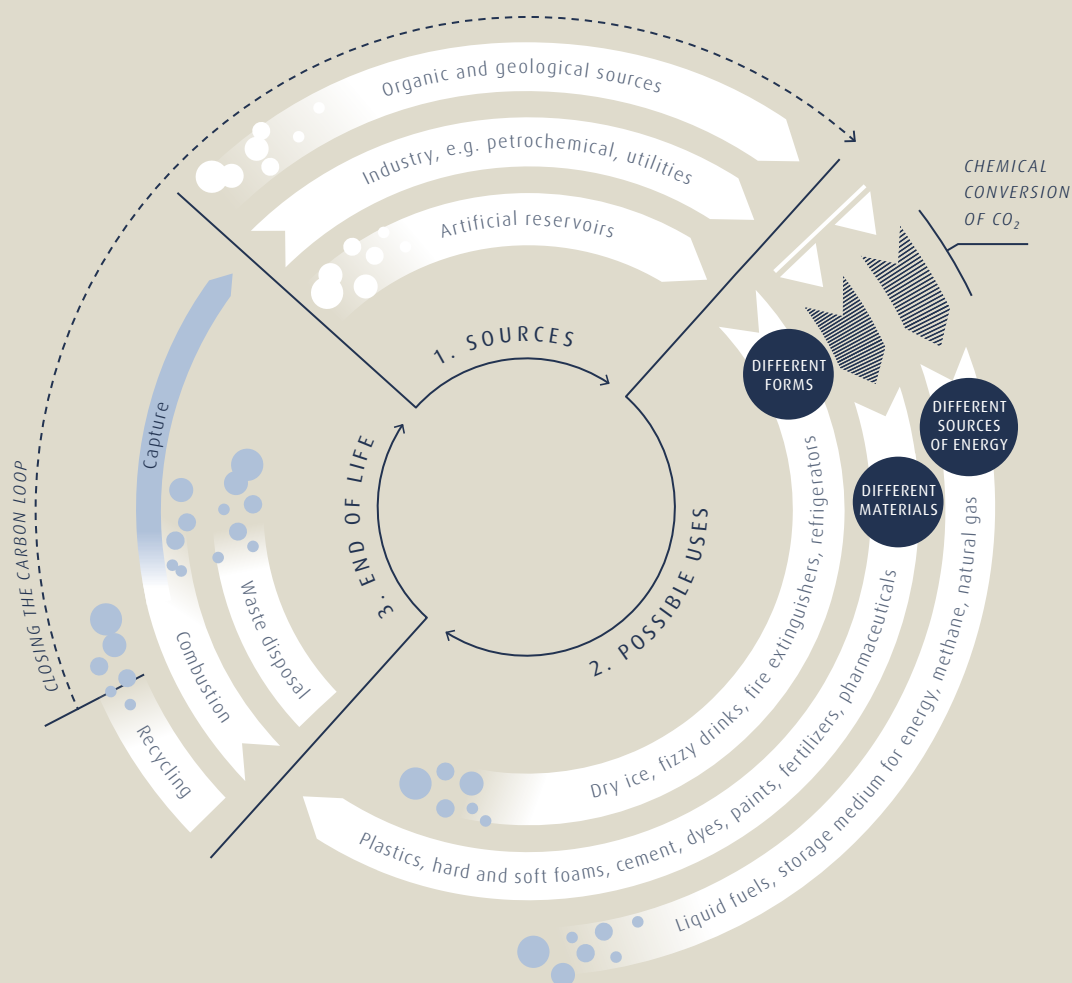 Organic and geological sources
Industry, e.g. petrochemical, utilities
Artificial reservoirs
1. SOURCES
CHEMICAL
CONVERSION
OF CO₂
DIFFERENT
FORMS
DIFFERENT
SOURCES
OF ENERGY
DIFFERENT
MATERIALS
2. POSSIBLE USES
Dry ice, fizzy drinks, fire extinguishers, refrigerators
Plastics, hard and soft foams, cement, dyes, paints, fertilizers, pharmaceuticals
Liquid fuels, storage medium for energy, methane, natural gas
3. END OF LIFE
Capture
Waste disposal
Combustion
Recycling
CLOSING THE CARBON LOOP